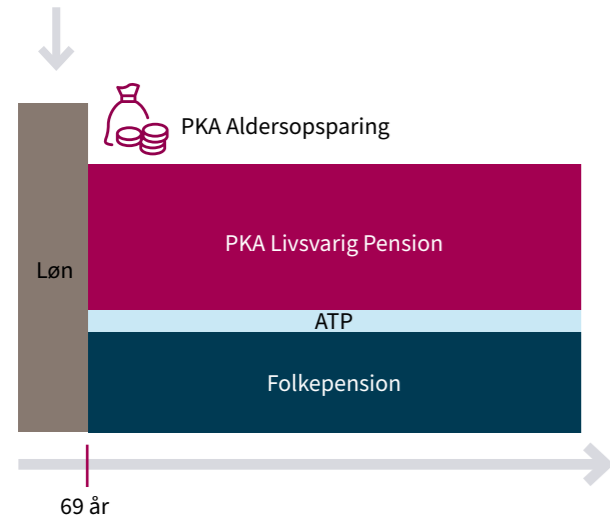 PKA Aldersopsparing
PKA Livsvarig Pension
Løn
ATP
Folkepension
69 år